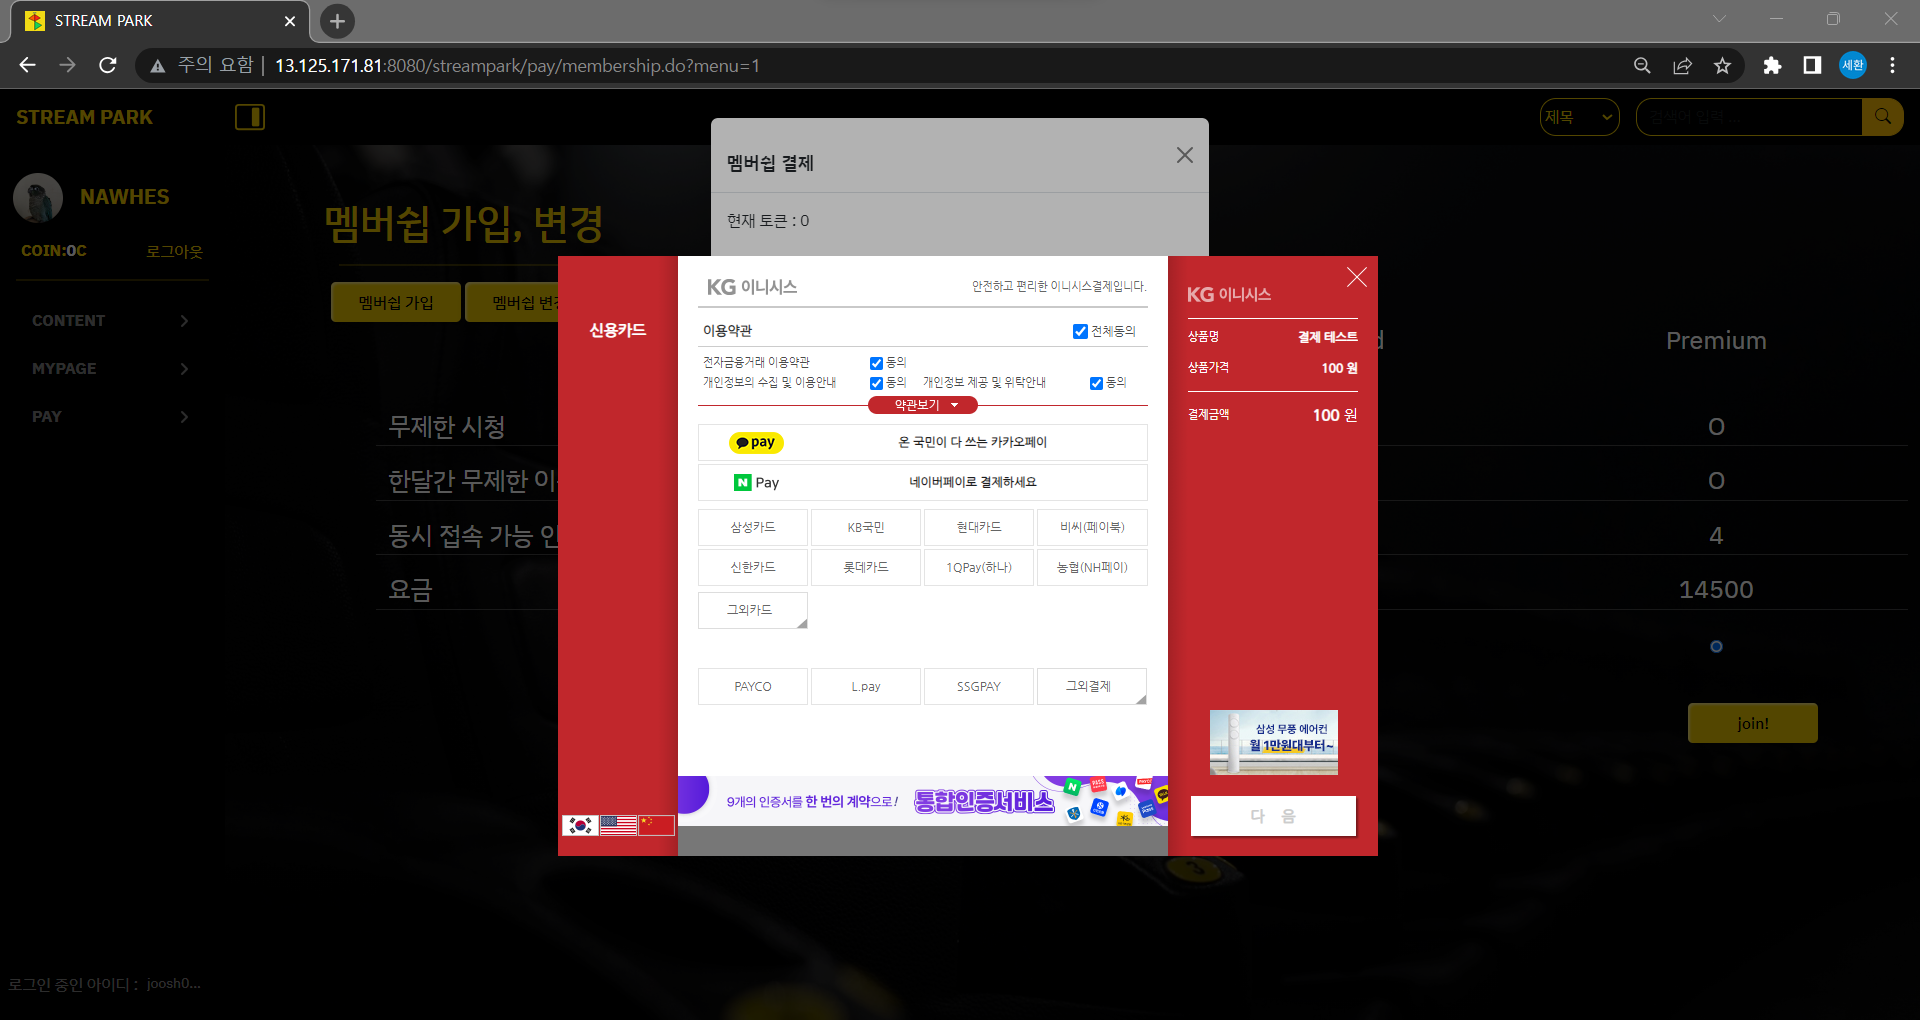 STREAM PARK
주의 요함 | 13.125.171.81:8080/streampark/pay/membership.do?menu=1
세환
STREAM PARK
제목
검색어 입력 ...
NAWHES
COIN:0C 로그아웃
CONTENT
MYPAGE
PAY
멤버쉽 가입, 변경
멤버쉽 가입
멤버쉽 변경
멤버쉽 결제
현재 토큰 : 0
Premium
무제한 시청 O
한달간 무제한 이 O
동시 접속 가능 인 4
요금 14500
join!
신용카드
KG 이니시스
안전하고 편리한 이니시스결제입니다.
이용약관
전체동의
전자금융거래 이용약관 동의
개인정보의 수집 및 이용안내 동의 개인정보 제공 및 위탁안내 동의
약관보기
pay 온 국민이 다 쓰는 카카오페이
N Pay 네이버페이로 결제하세요
삼성카드 KB국민 현대카드 비씨(페이북)
신한카드 롯데카드 1QPay(하나) 농협(NH페이)
그외카드
PAYCO L.pay SSGPAY 그외결제
9개의 인증서를 한 번의 계약으로! 통합인증서비스
KG 이니시스
상품명 결제 테스트
상품가격 100 원
결제금액 100 원
삼성 무풍 에어컨
월 1만원대부터~
다 음
로그인 중인 아이디 : joosh0...